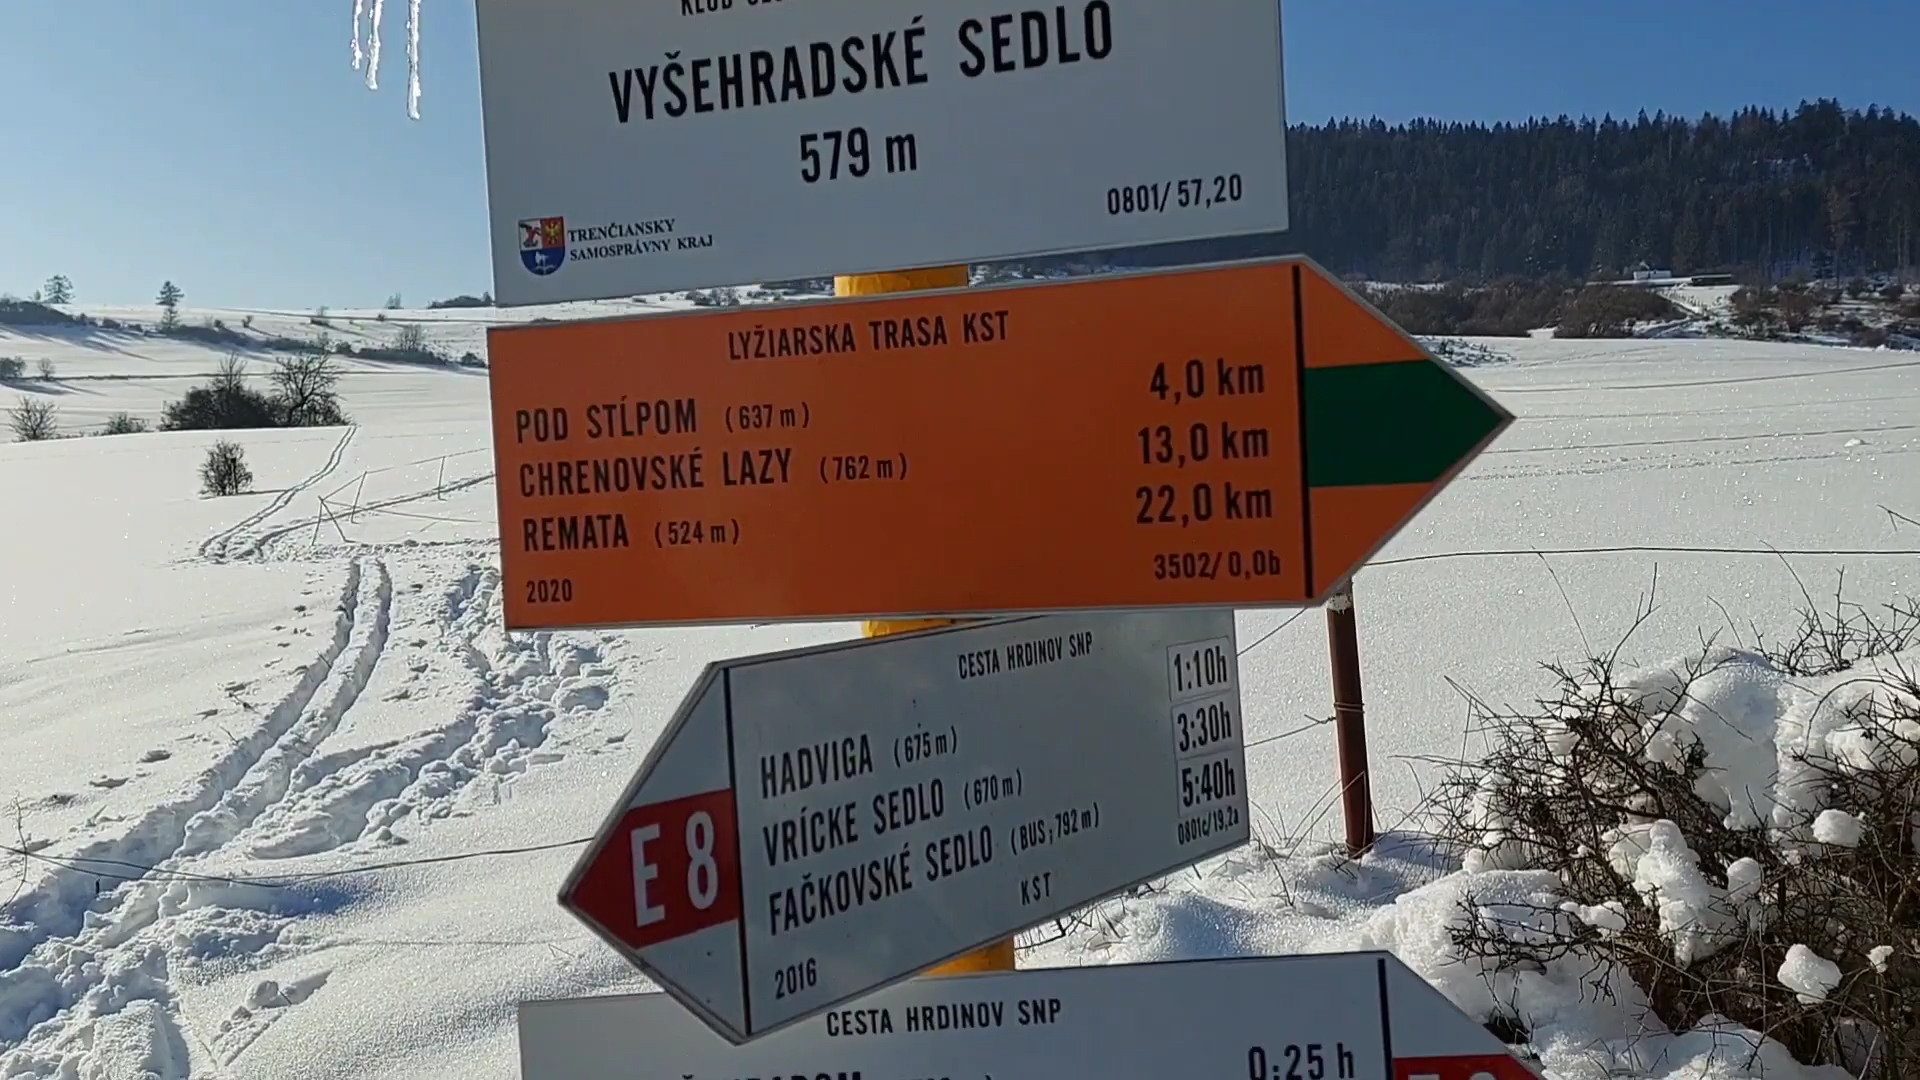 VYŠEHRADSKÉ SEDLO
579 m
0801/ 57,20
TRENČIANSKY
SAMOSPRÁVNY KRAJ
LYŽIARSKA TRASA KST
POD STĹPOM (637 m) 4,0 km
CHRENOVSKÉ LAZY (762 m) 13,0 km
REMATA (524 m) 22,0 km
2020 3502/ 0,0b
CESTA HRDINOV SNP
HADVIGA (675 m) 1:10h
VRÍCKE SEDLO (670 m) 3:30h
FAČKOVSKÉ SEDLO (BUS; 792 m) 5:40h
0801c/19,2a
E 8
KST
2016
CESTA HRDINOV SNP
0:25 h